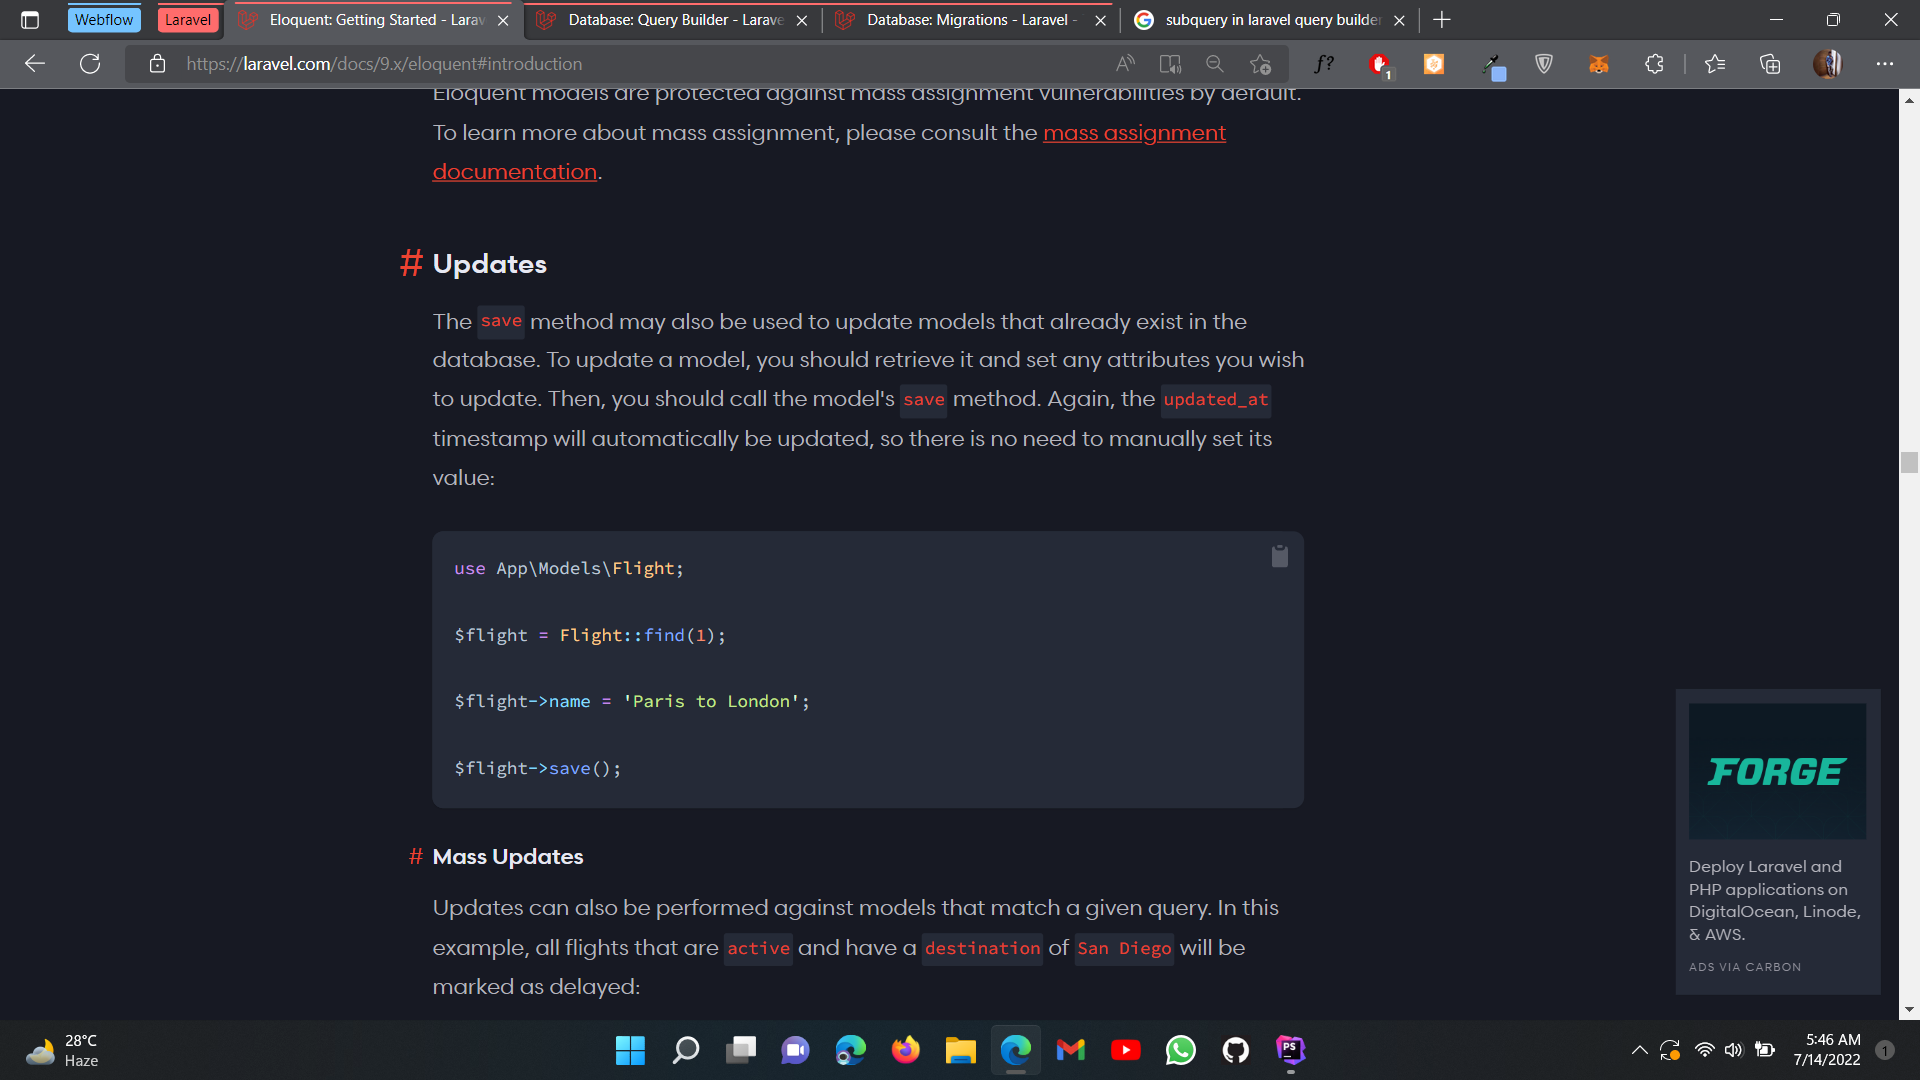 Webflow
Laravel
Eloquent: Getting Started - Larav
Database: Query Builder - Larave
Database: Migrations - Laravel -
subquery in laravel query builde
https://laravel.com/docs/9.x/eloquent#introduction
f?
1
Eloquent models are protected against mass assignment vulnerabilities by default.
To learn more about mass assignment, please consult the mass assignment
documentation.
# Updates
The save method may also be used to update models that already exist in the
database. To update a model, you should retrieve it and set any attributes you wish
to update. Then, you should call the model's save method. Again, the updated_at
timestamp will automatically be updated, so there is no need to manually set its
value:
use App\Models\Flight;
$flight = Flight::find(1);
$flight->name = 'Paris to London';
$flight->save();
# Mass Updates
Updates can also be performed against models that match a given query. In this
example, all flights that are active and have a destination of San Diego will be
marked as delayed:
FORGE
Deploy Laravel and
PHP applications on
DigitalOcean, Linode,
& AWS.
ADS VIA CARBON
28°C
Haze
PS
5:46 AM
7/14/2022
1